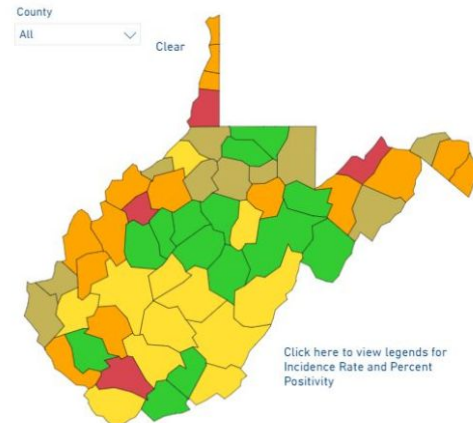 County
All
Clear
Click here to view legends for
Incidence Rate and Percent
Positivity